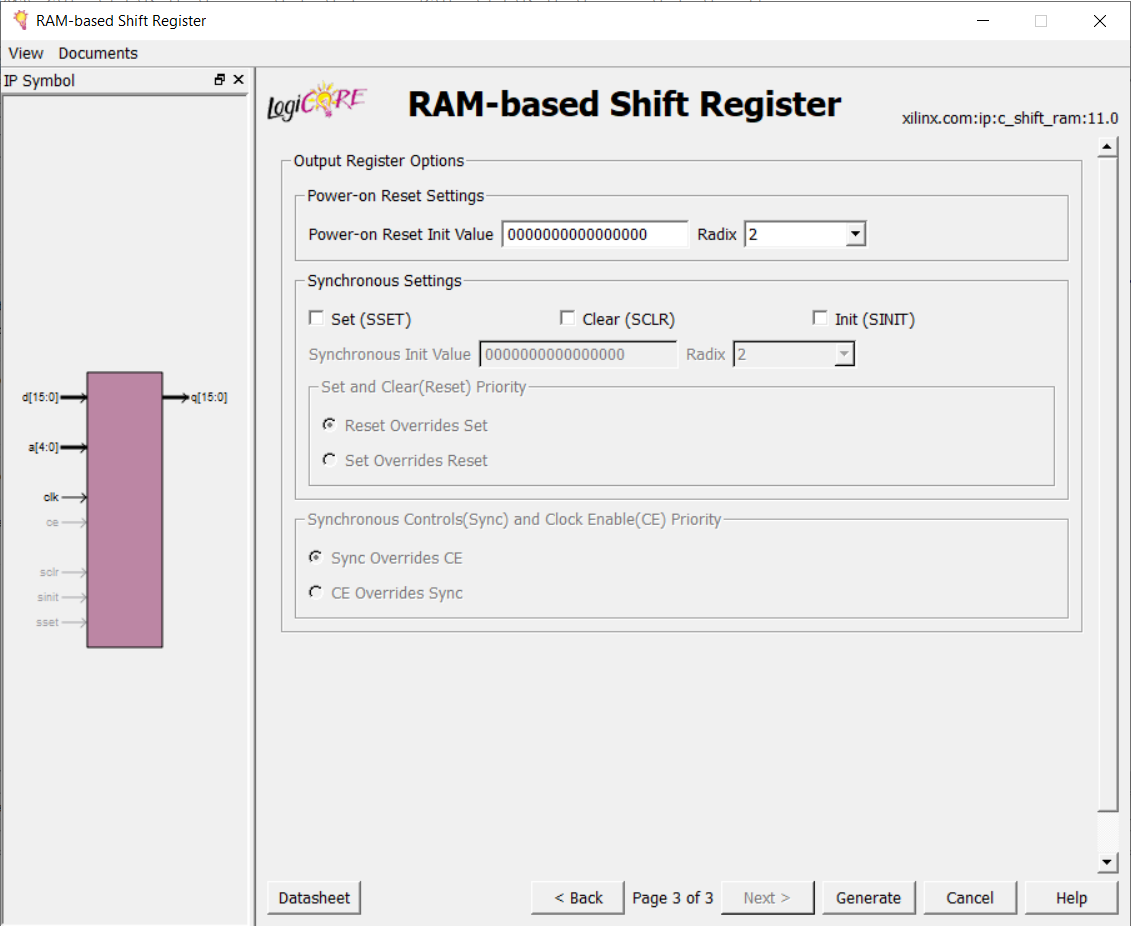 RAM-based Shift Register
View Documents
IP Symbol
d[15:0]
q[15:0]
a[4:0]
clk
ce
sclr
sinit
sset
LogiCORE
RAM-based Shift Register
xilinx.com:ip:c_shift_ram:11.0
Output Register Options
Power-on Reset Settings
Power-on Reset Init Value 0000000000000000 Radix 2
Synchronous Settings
Set (SSET) Clear (SCLR) Init (SINIT)
Synchronous Init Value 0000000000000000 Radix 2
Set and Clear(Reset) Priority
Reset Overrides Set
Set Overrides Reset
Synchronous Controls(Sync) and Clock Enable(CE) Priority
Sync Overrides CE
CE Overrides Sync
Datasheet < Back Page 3 of 3 Next > Generate Cancel Help